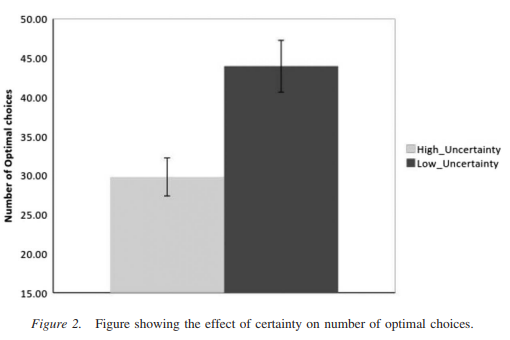 50.00
45.00
40.00
35.00
30.00
25.00
20.00
15.00
Number of Optimal choices
High_Uncertainty
Low_Uncertainty
Figure 2. Figure showing the effect of certainty on number of optimal choices.